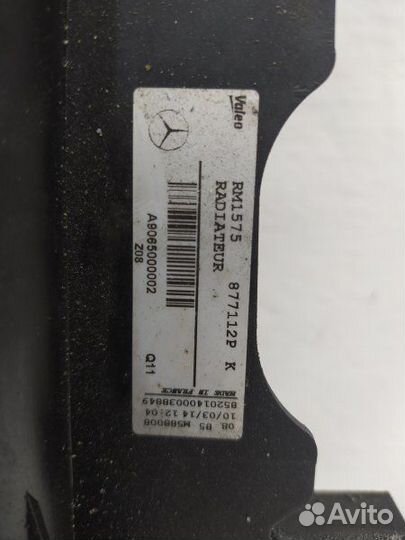 Valeo
RM1575 877112P K
RADIATEUR
A9065000002 Q11
Z08
MADE IN FRANCE
85201400038849
10/03/14 12:04
08 B5 M588008
Avito